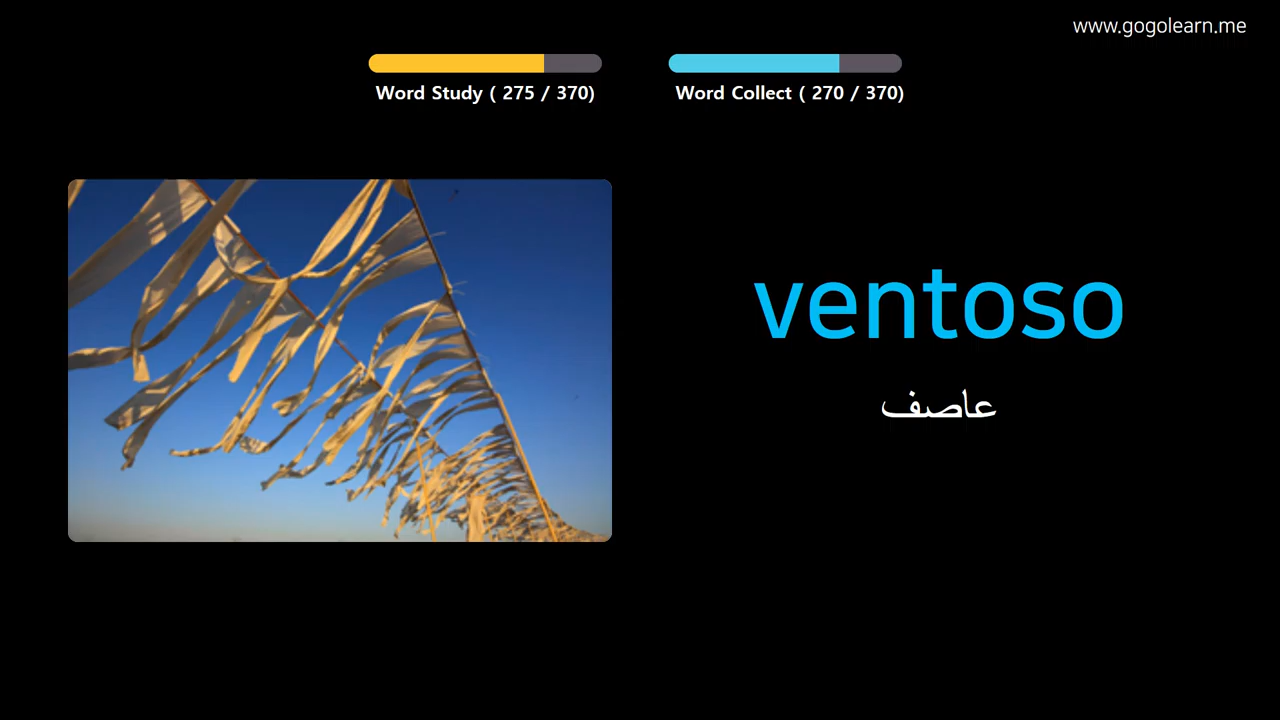 www.gogolearn.me
Word Study ( 275 / 370)
Word Collect ( 270 / 370)
ventoso
عاصف